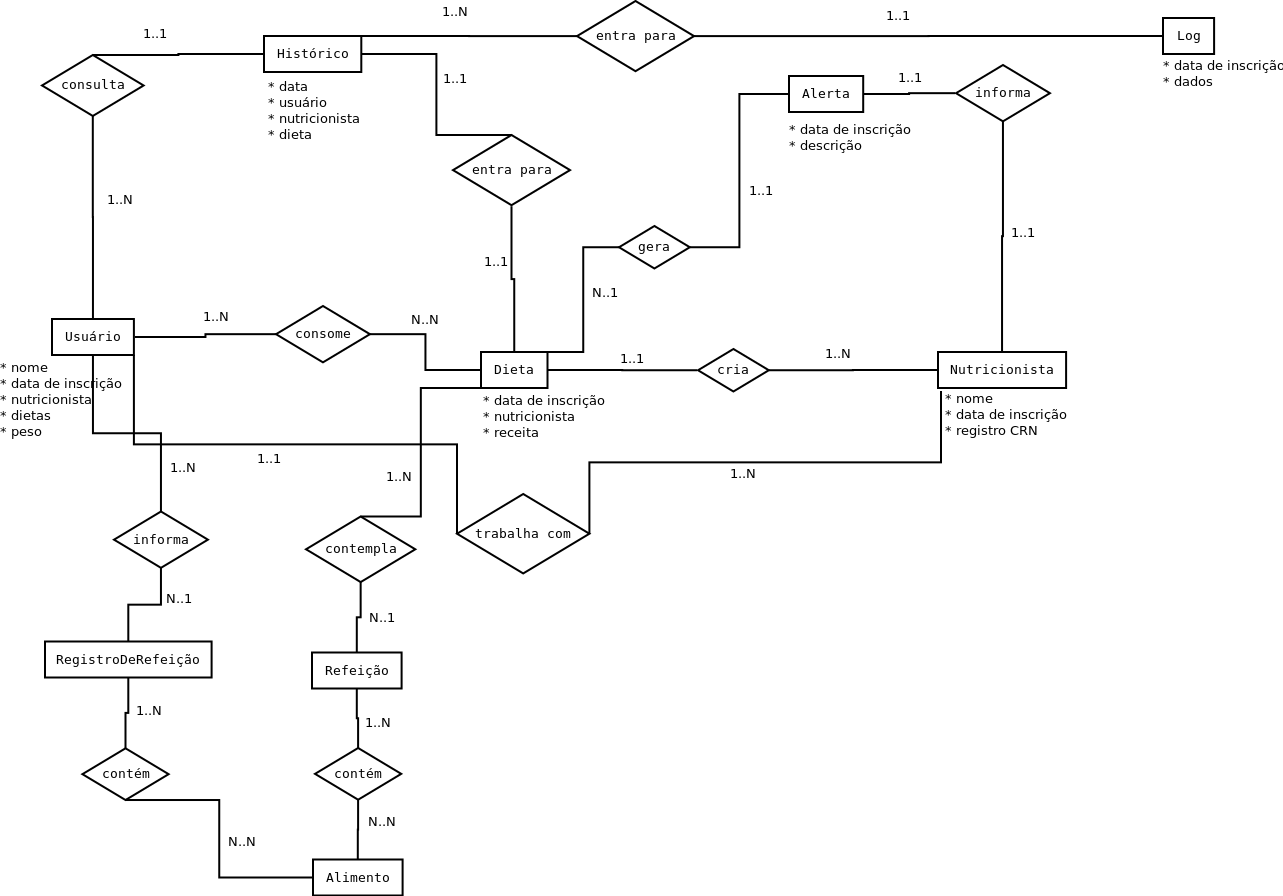 1..N
1..1
entra para
Log
1..1
Histórico
* data de inscrição
* dados
consulta
1..1
* data
* usuário
* nutricionista
* dieta
Alerta
1..1
informa
* data de inscrição
* descrição
entra para
1..N
1..1
1..1
gera
1..1
N..1
Usuário
1..N
consome
N..N
Dieta
1..1
cria
1..N
Nutricionista
* nome
* data de inscrição
* nutricionista
* dietas
* peso
* data de inscrição
* nutricionista
* receita
* nome
* data de inscrição
* registro CRN
1..N
1..1
1..N
1..N
informa
contempla
trabalha com
N..1
N..1
RegistroDeRefeição
Refeição
1..N
1..N
contém
contém
N..N
N..N
Alimento